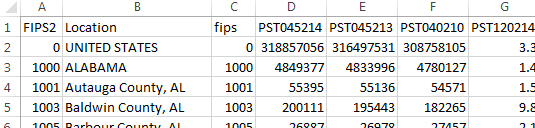 A B C D E F G
1 FIPS2 Location fips PST045214 PST045213 PST040210 PST120214
2 0 UNITED STATES 0 318857056 316497531 308758105 3.3
3 1000 ALABAMA 1000 4849377 4833996 4780127 1.4
4 1001 Autauga County, AL 1001 55395 55136 54571 1.5
5 1003 Baldwin County, AL 1003 200111 195443 182265 9.8
6 1005 Barbour County, AL 1005 26887 26978 27457 2.1